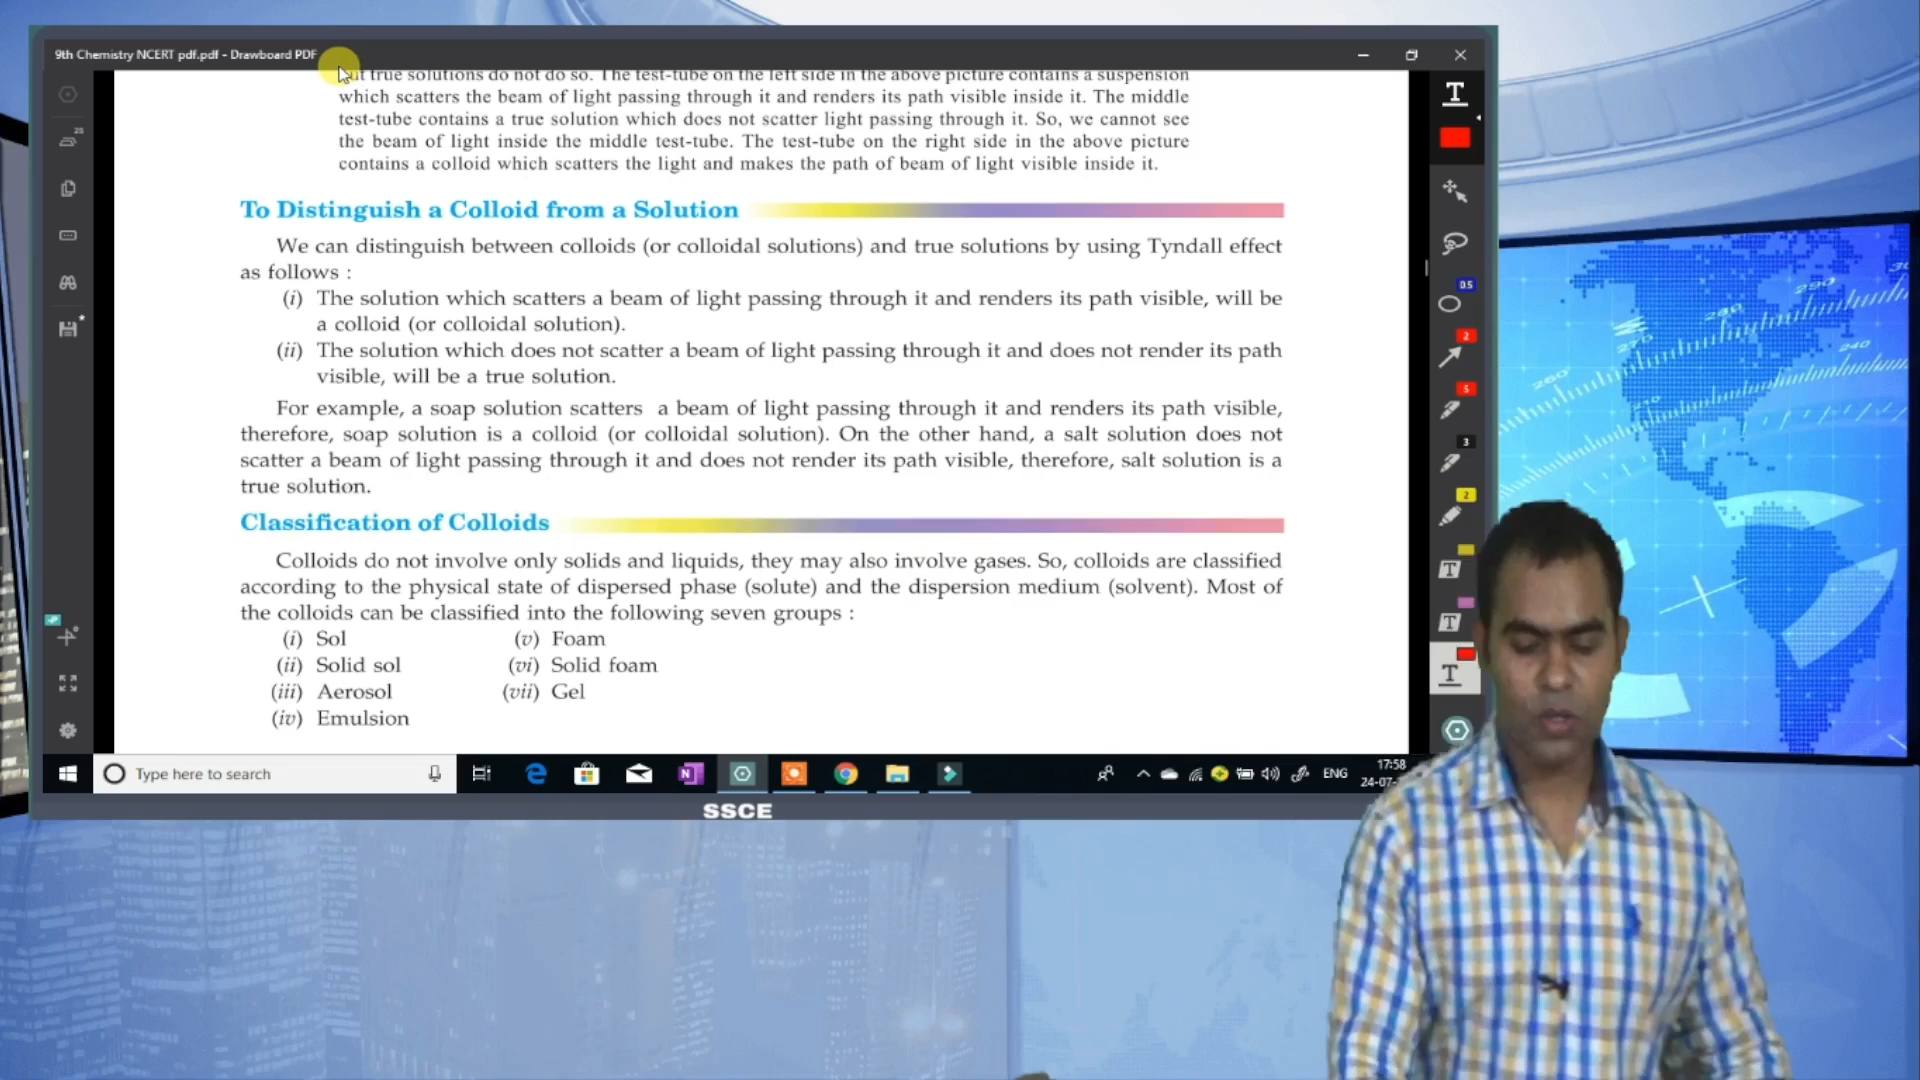 9th Chemistry NCERT pdf.pdf - Drawboard PDF
true solutions do not do so. The test-tube on the left side in the above picture contains a suspension
which scatters the beam of light passing through it and renders its path visible inside it. The middle
test-tube contains a true solution which does not scatter light passing through it. So, we cannot see
the beam of light inside the middle test-tube. The test-tube on the right side in the above picture
contains a colloid which scatters the light and makes the path of beam of light visible inside it.
To Distinguish a Colloid from a Solution
We can distinguish between colloids (or colloidal solutions) and true solutions by using Tyndall effect
as follows :
(i) The solution which scatters a beam of light passing through it and renders its path visible, will be
a colloid (or colloidal solution).
(ii) The solution which does not scatter a beam of light passing through it and does not render its path
visible, will be a true solution.
For example, a soap solution scatters a beam of light passing through it and renders its path visible,
therefore, soap solution is a colloid (or colloidal solution). On the other hand, a salt solution does not
scatter a beam of light passing through it and does not render its path visible, therefore, salt solution is a
true solution.
Classification of Colloids
Colloids do not involve only solids and liquids, they may also involve gases. So, colloids are classified
according to the physical state of dispersed phase (solute) and the dispersion medium (solvent). Most of
the colloids can be classified into the following seven groups :
(i) Sol
(ii) Solid sol
(iii) Aerosol
(iv) Emulsion
(v) Foam
(vi) Solid foam
(vii) Gel
25
T
0.5
2
5
3
2
T
T
T
Type here to search
N
ENG
17:58
24-07-
SSCE
260
270
280
290
240